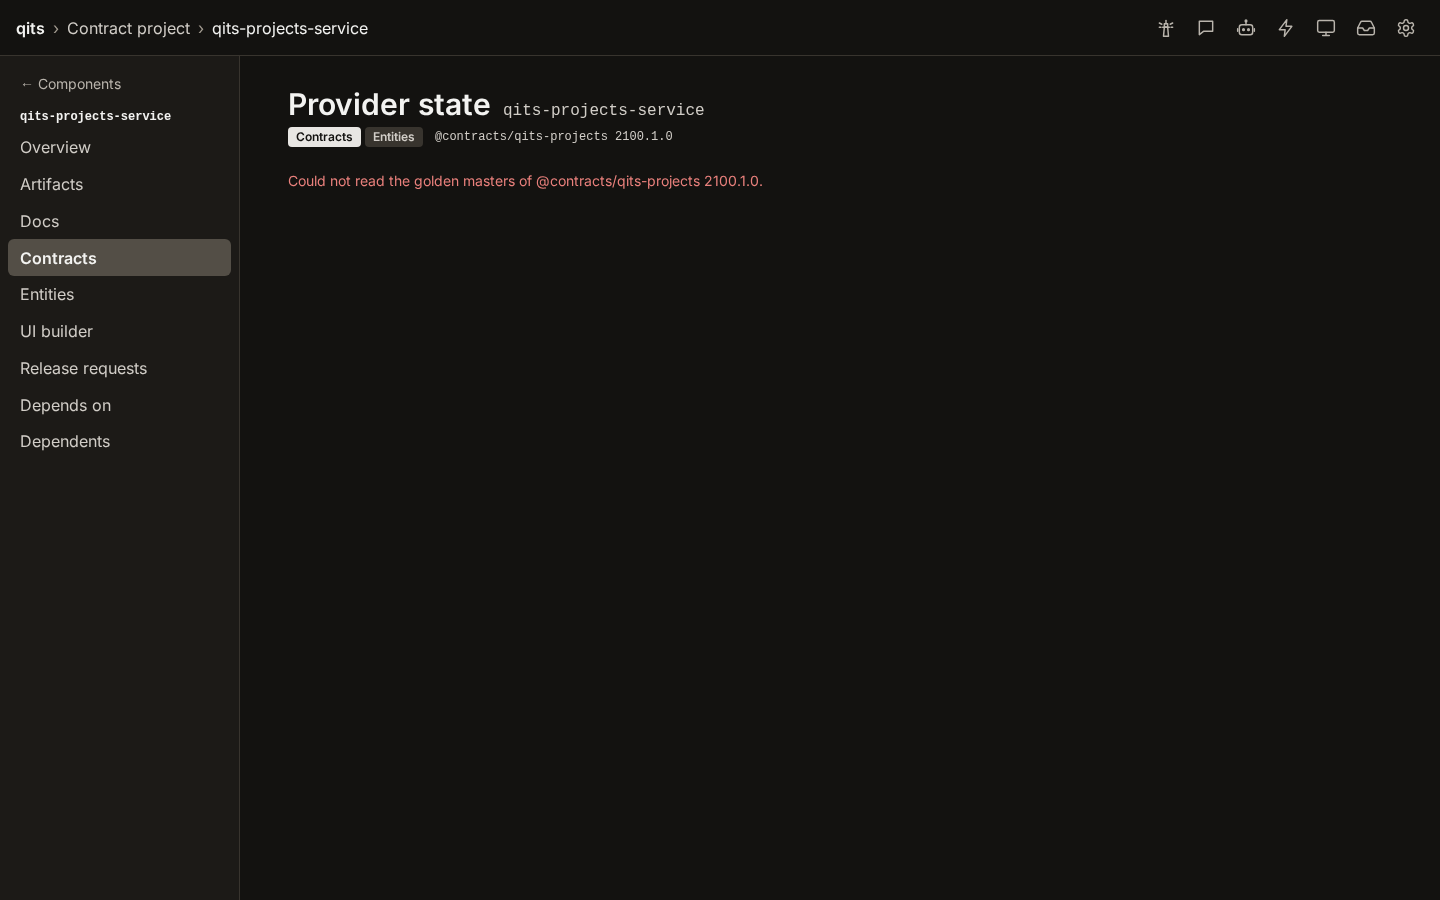 qits › Contract project › qits-projects-service
← Components
qits-projects-service
Overview
Artifacts
Docs
Contracts
Entities
UI builder
Release requests
Depends on
Dependents
Provider state qits-projects-service
Contracts Entities @contracts/qits-projects 2100.1.0
Could not read the golden masters of @contracts/qits-projects 2100.1.0.